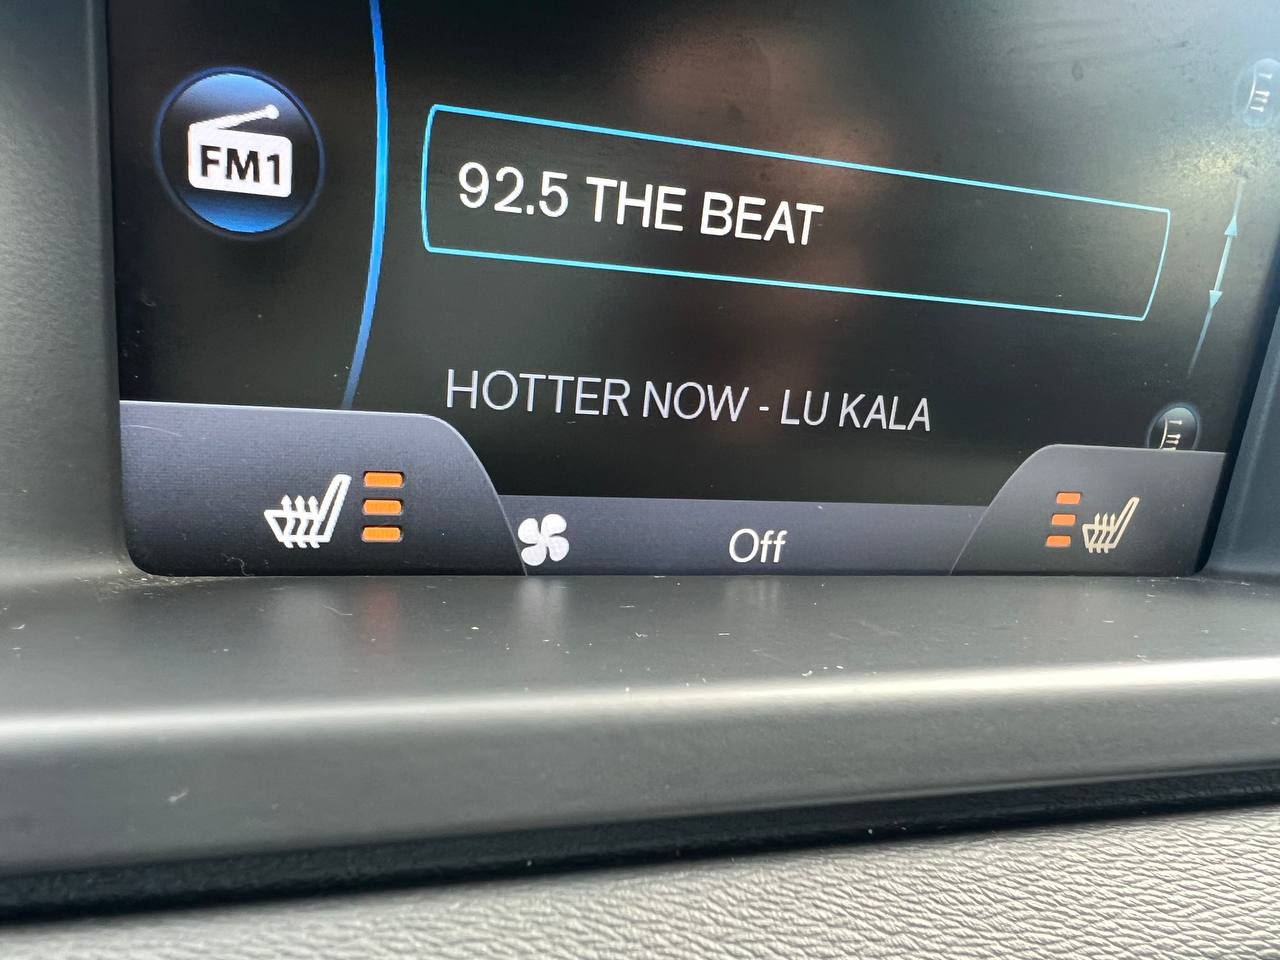 FM1
92.5 THE BEAT
HOTTER NOW - LU KALA
Off